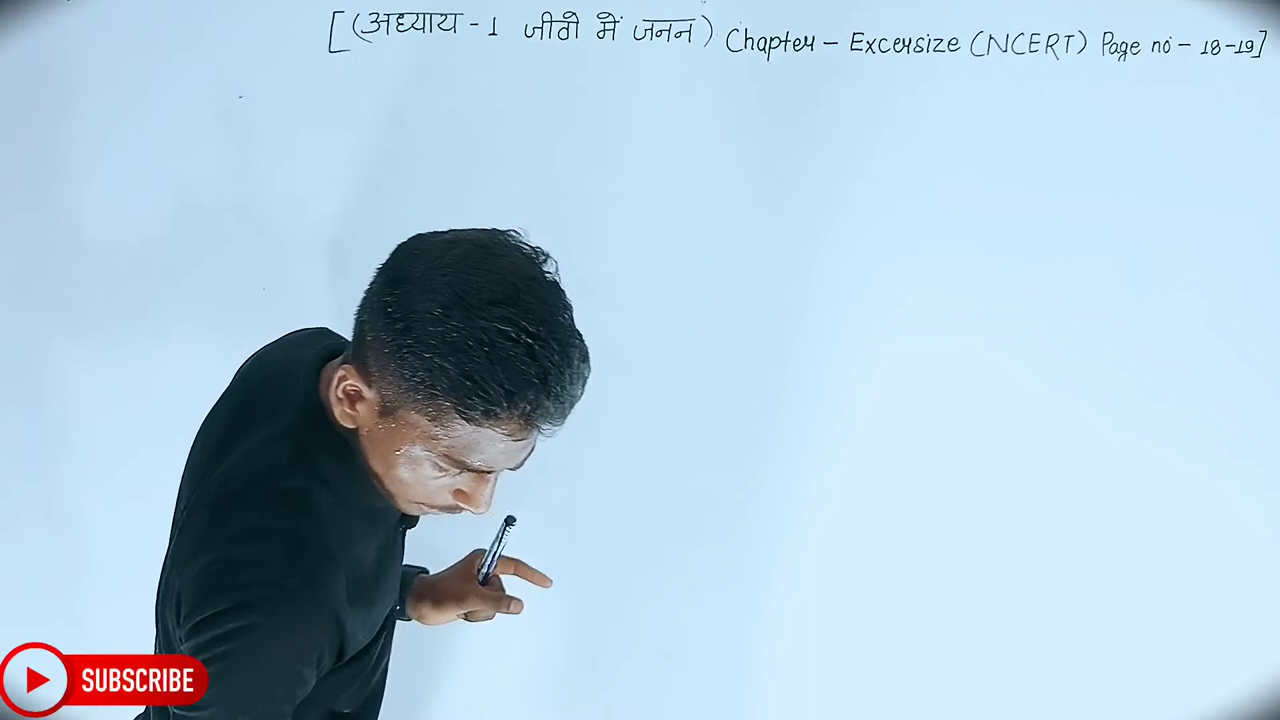 [(अध्याय - 1 जीवो में जनन) Chapter - Excersize (NCERT) Page no - 18-19]
SUBSCRIBE